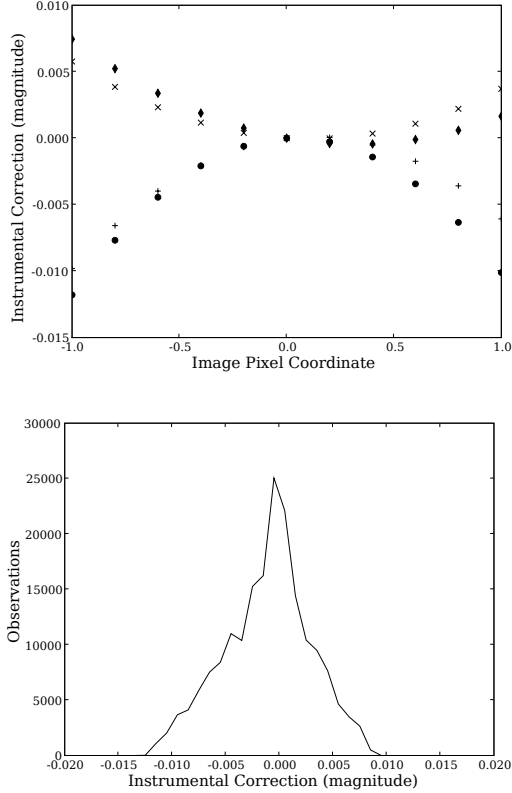 0.010
0.005
0.000
-0.005
-0.010
-0.015
Instrumental Correction (magnitude)
-1.0 -0.5 0.0 0.5 1.0
Image Pixel Coordinate
30000
25000
20000
15000
10000
5000
0
Observations
-0.020 -0.015 -0.010 -0.005 0.000 0.005 0.010 0.015 0.020
Instrumental Correction (magnitude)